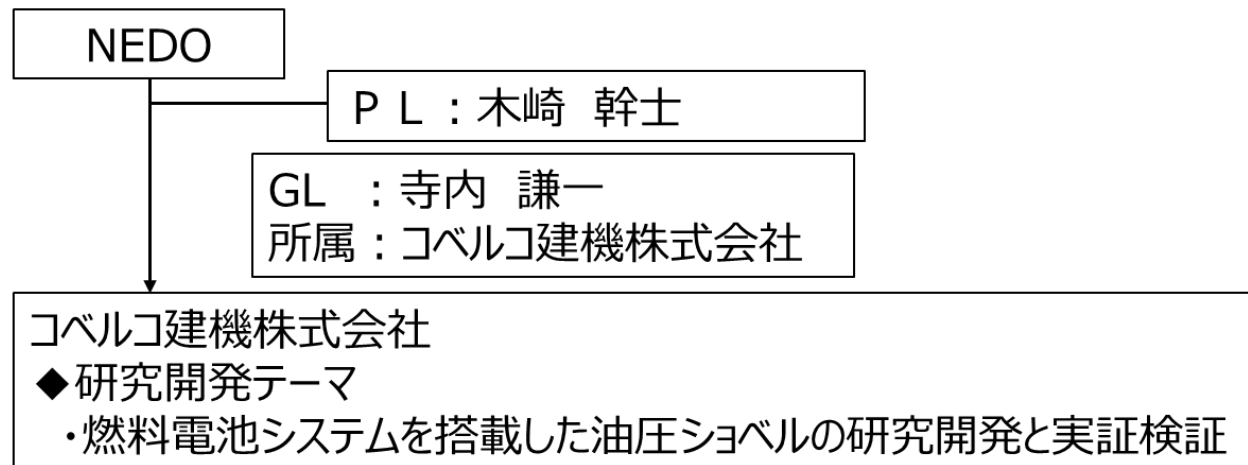 NEDO
P L：木崎 幹士
GL ：寺内 謙一
所属：コベルコ建機株式会社
コベルコ建機株式会社
◆研究開発テーマ
・燃料電池システムを搭載した油圧ショベルの研究開発と実証検証